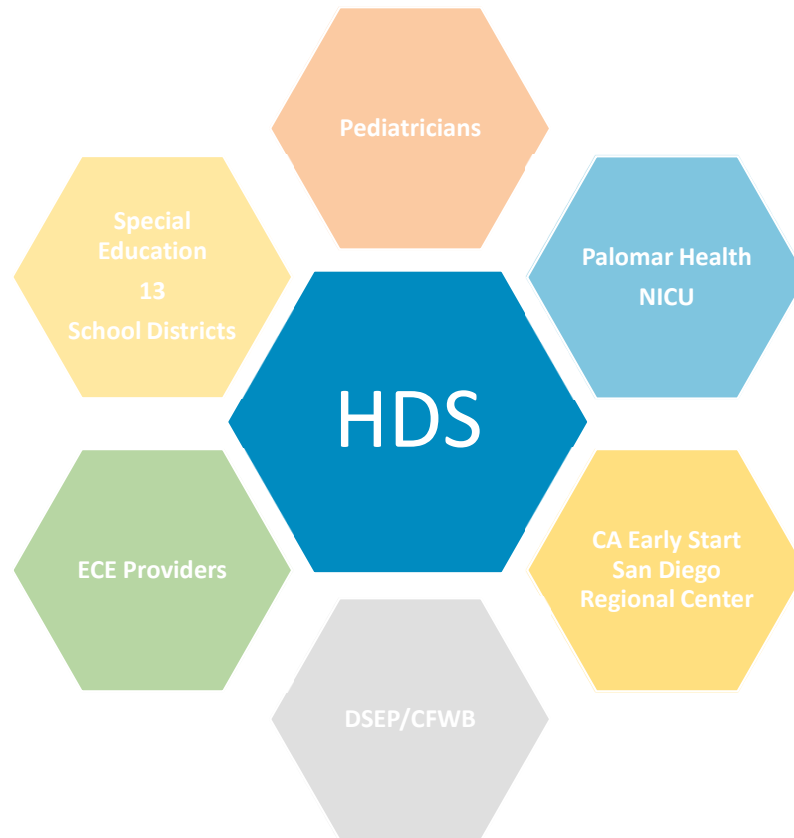 Pediatricians
Special
Education
13
School Districts
Palomar Health
NICU
HDS
ECE Providers
CA Early Start
San Diego
Regional Center
DSEP/CFWB